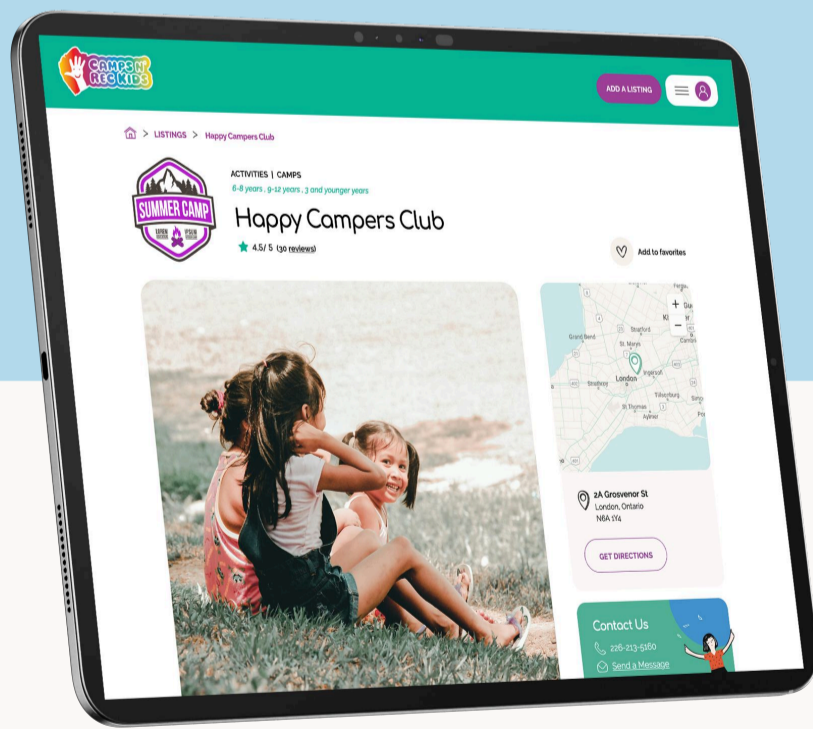 CAMPS N'
REC KIDS
ADD A LISTING
> LISTINGS > Happy Campers Club
ACTIVITIES | CAMPS
6-8 years , 9-12 years , 3 and younger years
SUMMER CAMP
LOREM IPSUM
Happy Campers Club
4.5/ 5 (30 reviews)
Add to favorites
+
−
Grand Bend
Stratford
St. Marys
London
Ingersoll
Strathroy
Tillsonburg
St Thomas
Aylmer
2A Grosvenor St
London, Ontario
N6A 1Y4
GET DIRECTIONS
Contact Us
226-213-5160
Send a Message